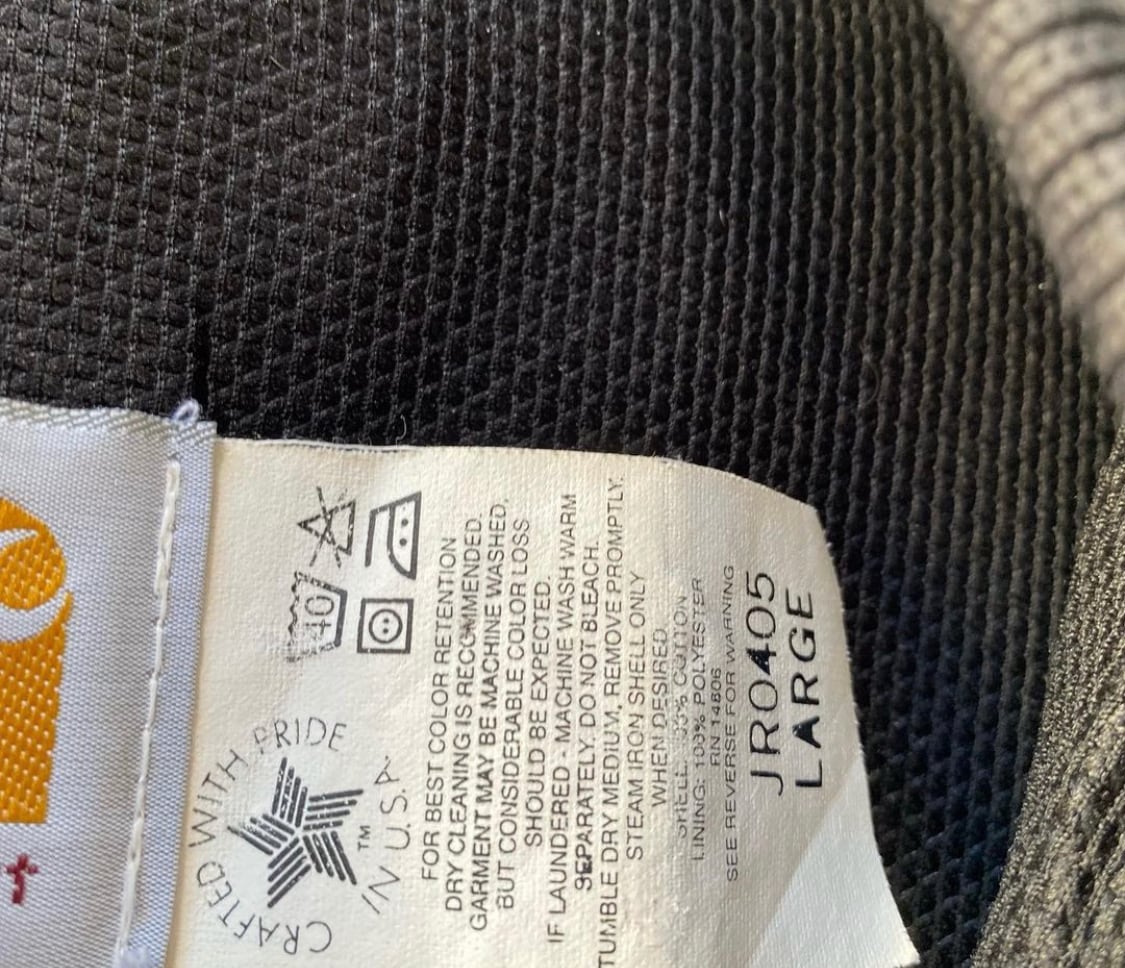 CRAFTED WITH PRIDE
IN U.S.A.
TM
40
FOR BEST COLOR RETENTION
DRY CLEANING IS RECOMMENDED.
GARMENT MAY BE MACHINE WASHED,
BUT CONSIDERABLE COLOR LOSS
SHOULD BE EXPECTED.
IF LAUNDERED - MACHINE WASH WARM
SEPARATELY. DO NOT BLEACH.
TUMBLE DRY MEDIUM, REMOVE PROMPTLY.
STEAM IRON SHELL ONLY
WHEN DESIRED
SHELL: 100% COTTON
LINING: 100% POLYESTER
RN 14806
SEE REVERSE FOR WARNING
JR0405
LARGE